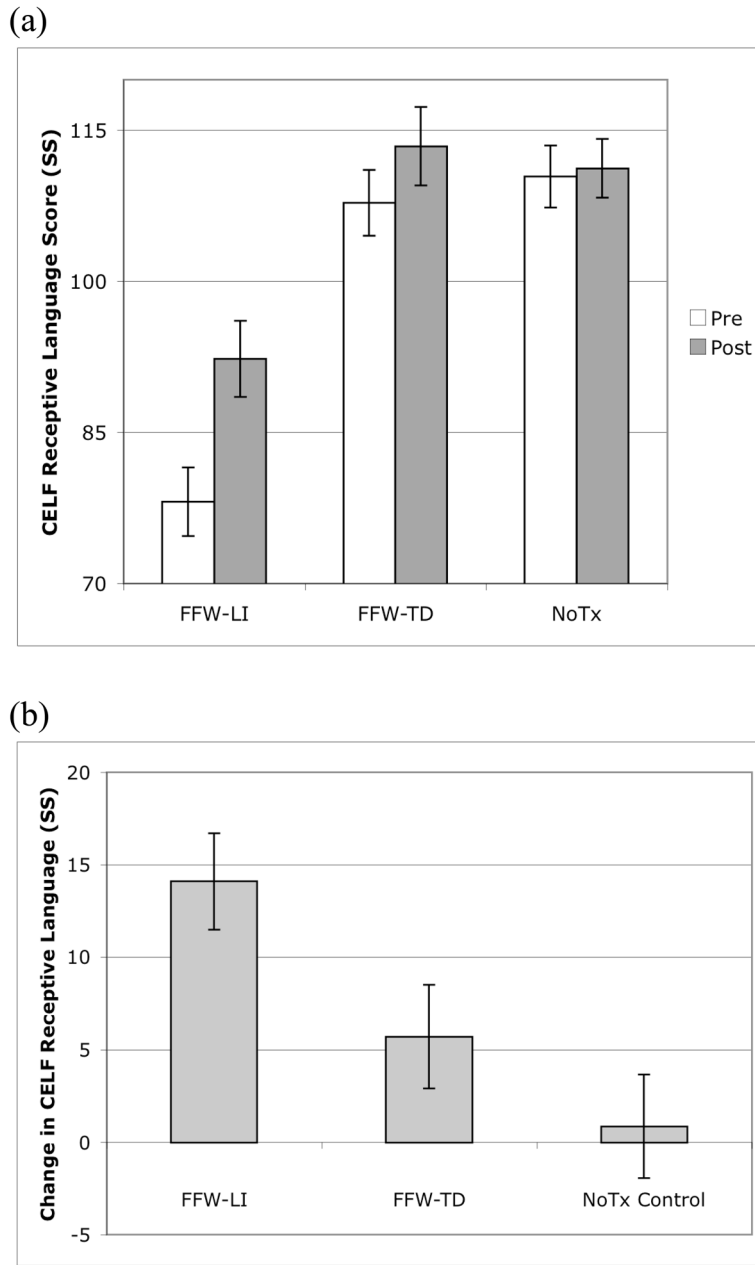 (a)
CELF Receptive Language Score (SS)
115
100
85
70
FFW-LI FFW-TD NoTx
Pre
Post
(b)
Change in CELF Receptive Language (SS)
20
15
10
5
0
-5
FFW-LI FFW-TD NoTx Control